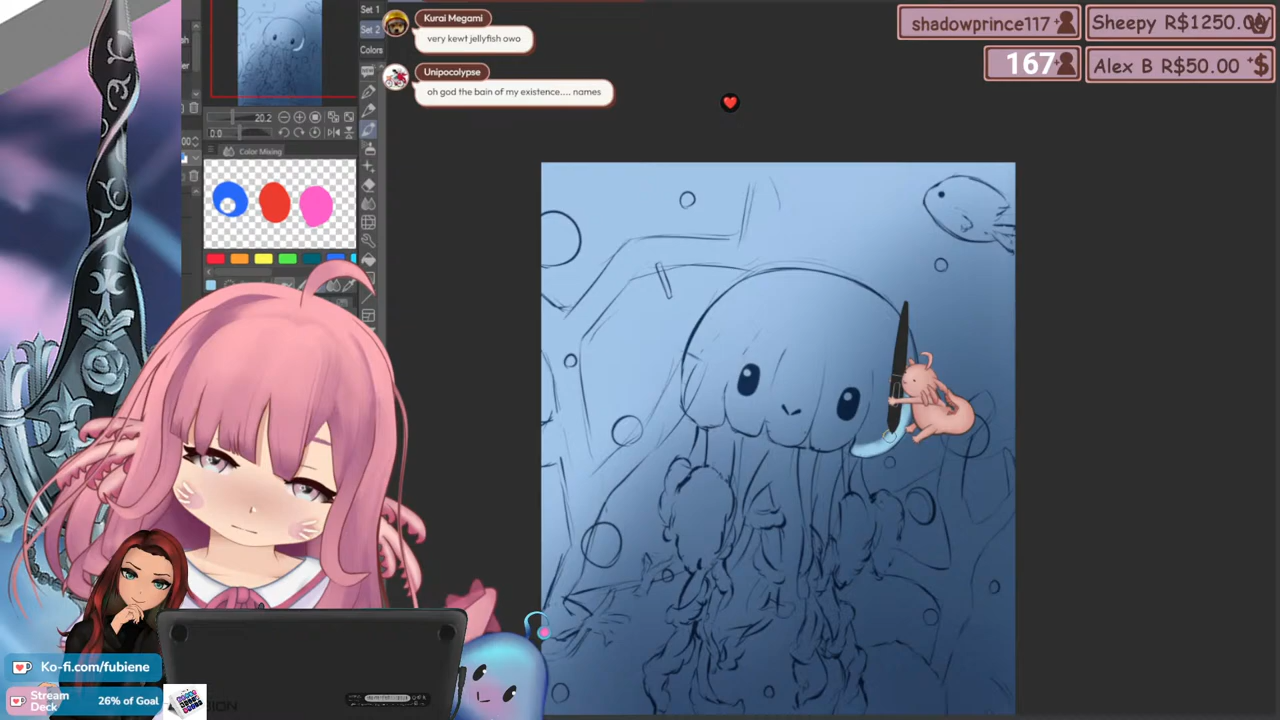 Set 1
Set 2
Colors
Kurai Megami
very kewt jellyfish owo
Unipocolypse
oh god the bain of my existence.... names
shadowprince117
Sheepy R$1250.00
167
Alex B R$50.00
20.2
0.0
Color Mixing
Ko-fi.com/fubiene
Stream
Deck
26% of Goal